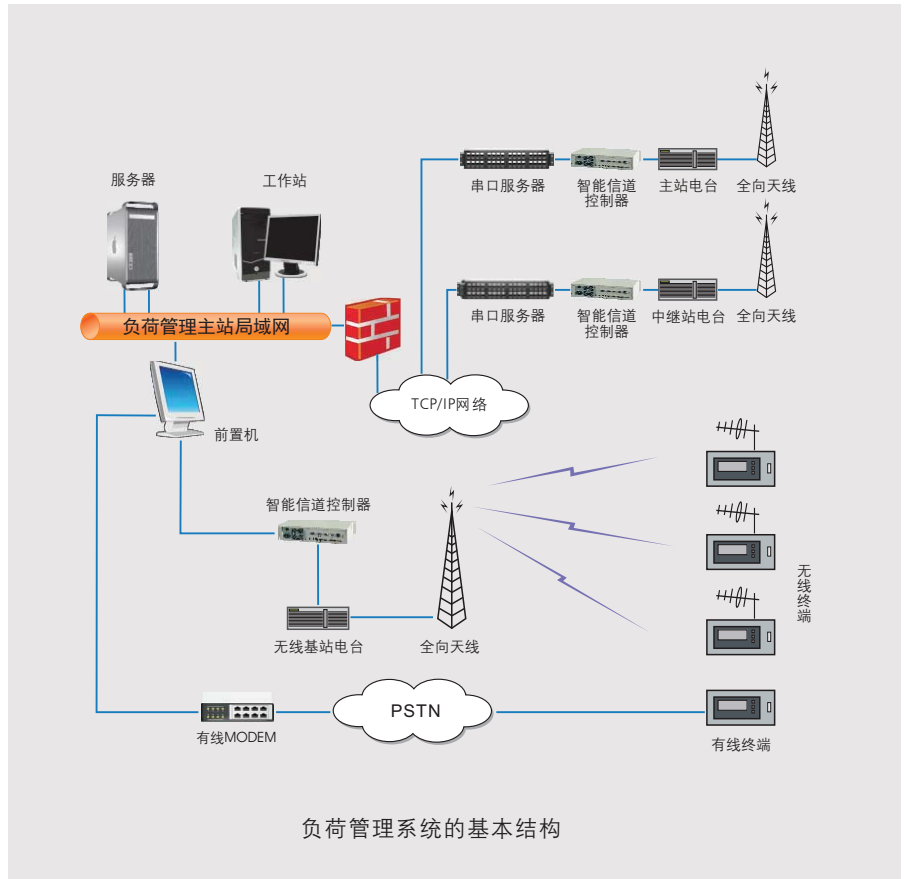 服务器
工作站
串口服务器
智能信道
控制器
主站电台
全向天线
串口服务器
智能信道
控制器
中继站电台
全向天线
负荷管理主站局域网
TCP/IP网络
前置机
智能信道控制器
无线基站电台
全向天线
无线终端
PSTN
有线MODEM
有线终端
负荷管理系统的基本结构